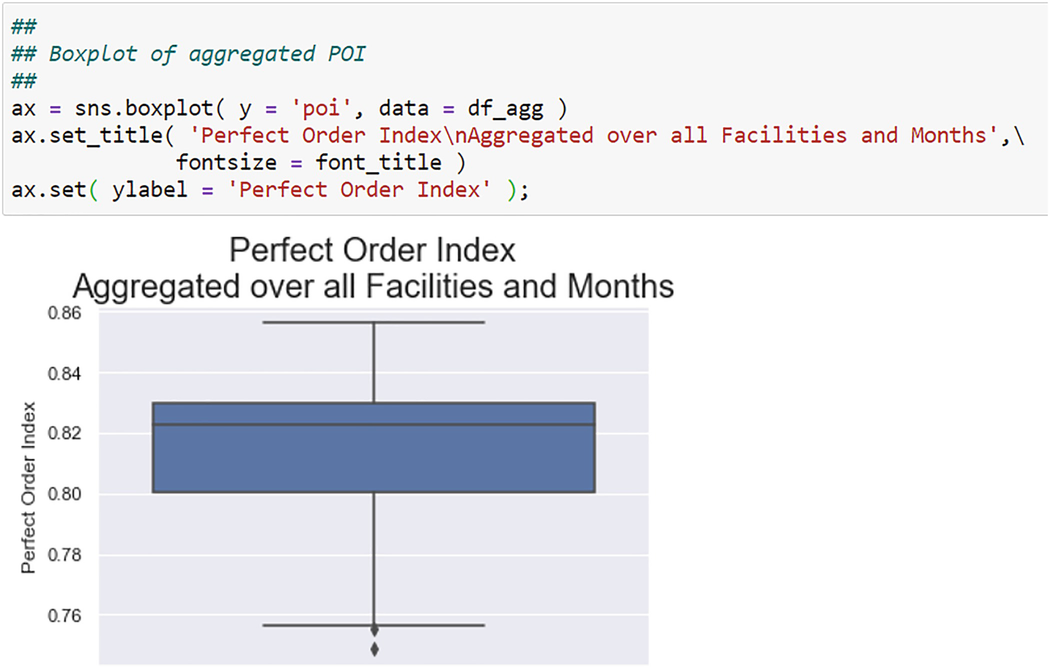 ##
## Boxplot of aggregated POI
##
ax = sns.boxplot( y = 'poi', data = df_agg )
ax.set_title( 'Perfect Order Index\nAggregated over all Facilities and Months',\
fontsize = font_title )
ax.set( ylabel = 'Perfect Order Index' );
Perfect Order Index
Aggregated over all Facilities and Months
0.86
0.84
0.82
0.80
0.78
0.76
Perfect Order Index